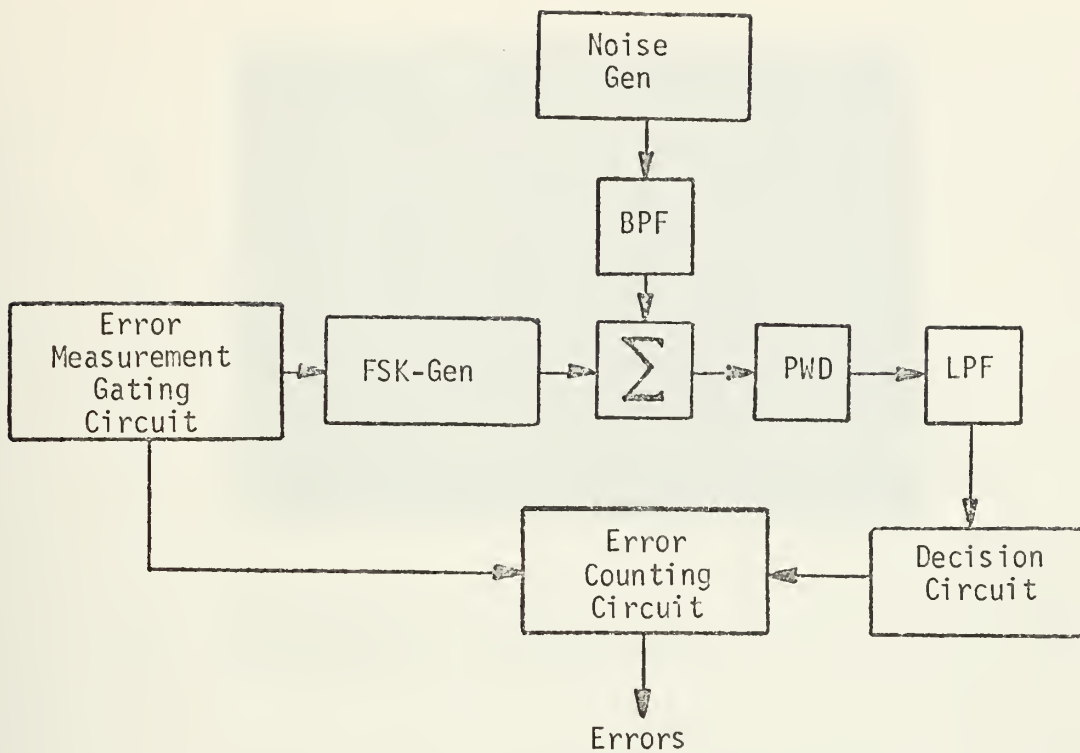 Noise
Gen
BPF
Error
Measurement
Gating
Circuit
FSK-Gen
Σ
PWD
LPF
Error
Counting
Circuit
Decision
Circuit
Errors